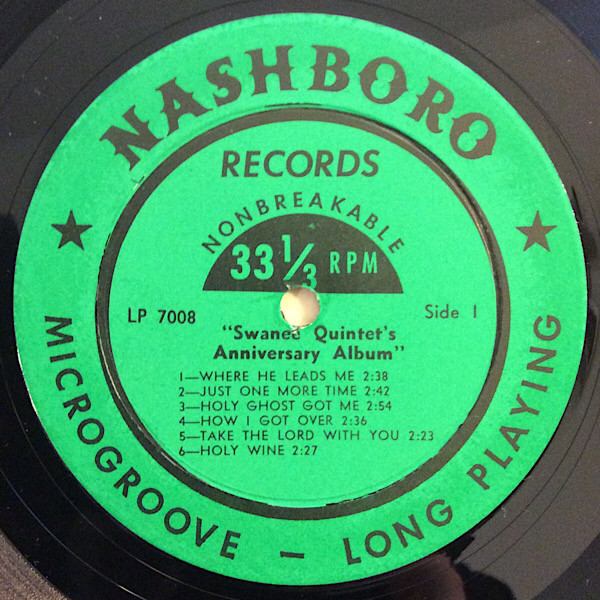 NASHBORO
RECORDS
NONBREAKABLE
33 1/3 RPM
LP 7008
Side 1
"Swanee Quintet's
Anniversary Album"
1—WHERE HE LEADS ME 2:38
2—JUST ONE MORE TIME 2:42
3—HOLY GHOST GOT ME 2:54
4—HOW I GOT OVER 2:36
5—TAKE THE LORD WITH YOU 2:23
6—HOLY WINE 2:27
MICROGROOVE — LONG PLAYING